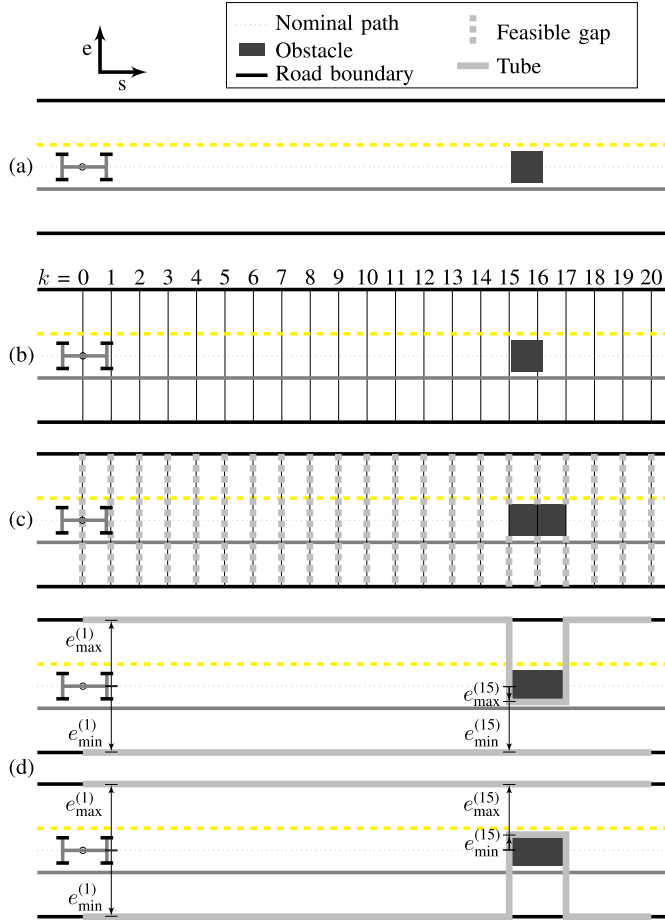 e
s
Nominal path
Obstacle
Road boundary
Feasible gap
Tube
(a)
k = 0 1 2 3 4 5 6 7 8 9 10 11 12 13 14 15 16 17 18 19 20
(b)
(c)
e_max^(1)
e_max^(15)
e_min^(1)
e_min^(15)
(d)
e_max^(1)
e_max^(15)
e_min^(15)
e_min^(1)